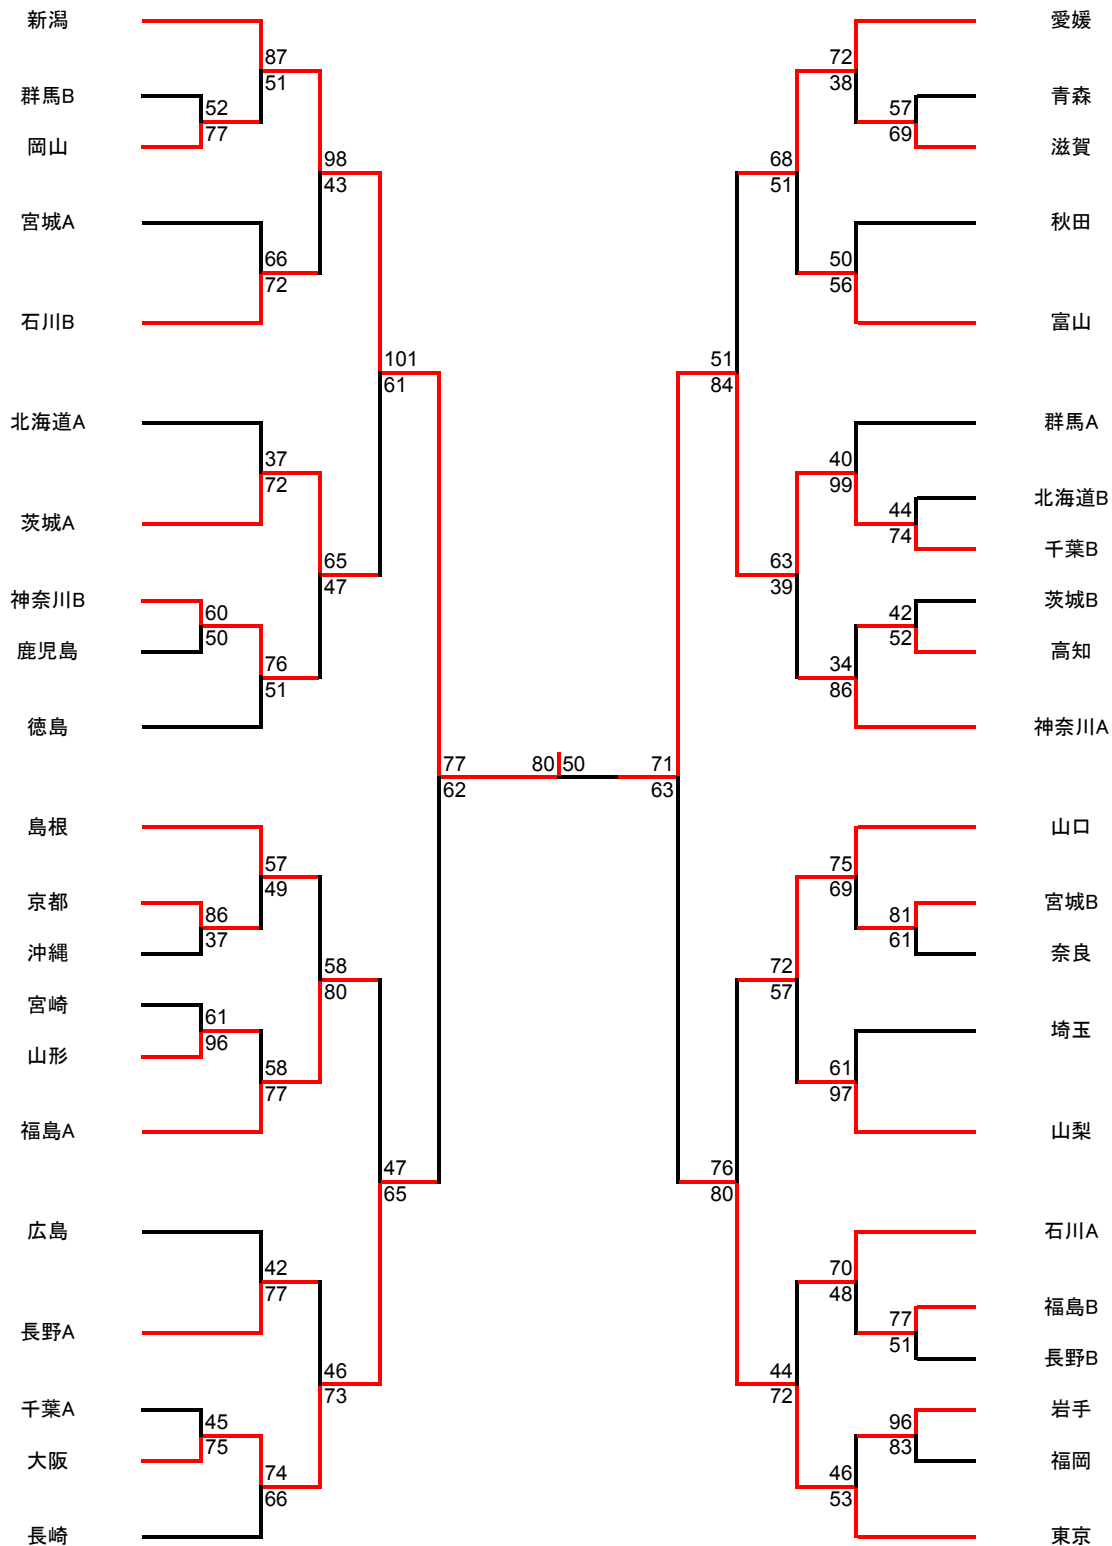 新潟
愛媛
87
72
51
38
群馬B
青森
52
57
77
69
岡山
滋賀
98
68
43
51
宮城A
秋田
66
50
72
56
石川B
富山
101
51
61
84
北海道A
群馬A
37
40
72
99
北海道B
44
茨城A
74
千葉B
65
63
47
39
神奈川B
茨城B
60
42
50
52
鹿児島
高知
76
34
51
86
徳島
神奈川A
77
80
50
71
62
63
島根
山口
57
75
49
69
京都
宮城B
86
81
37
61
沖縄
奈良
58
72
80
57
宮崎
61
埼玉
96
山形
58
61
77
97
福島A
山梨
47
76
65
80
広島
石川A
42
70
77
48
福島B
77
長野A
51
長野B
46
44
73
72
千葉A
岩手
45
96
75
83
大阪
福岡
74
46
66
53
長崎
東京